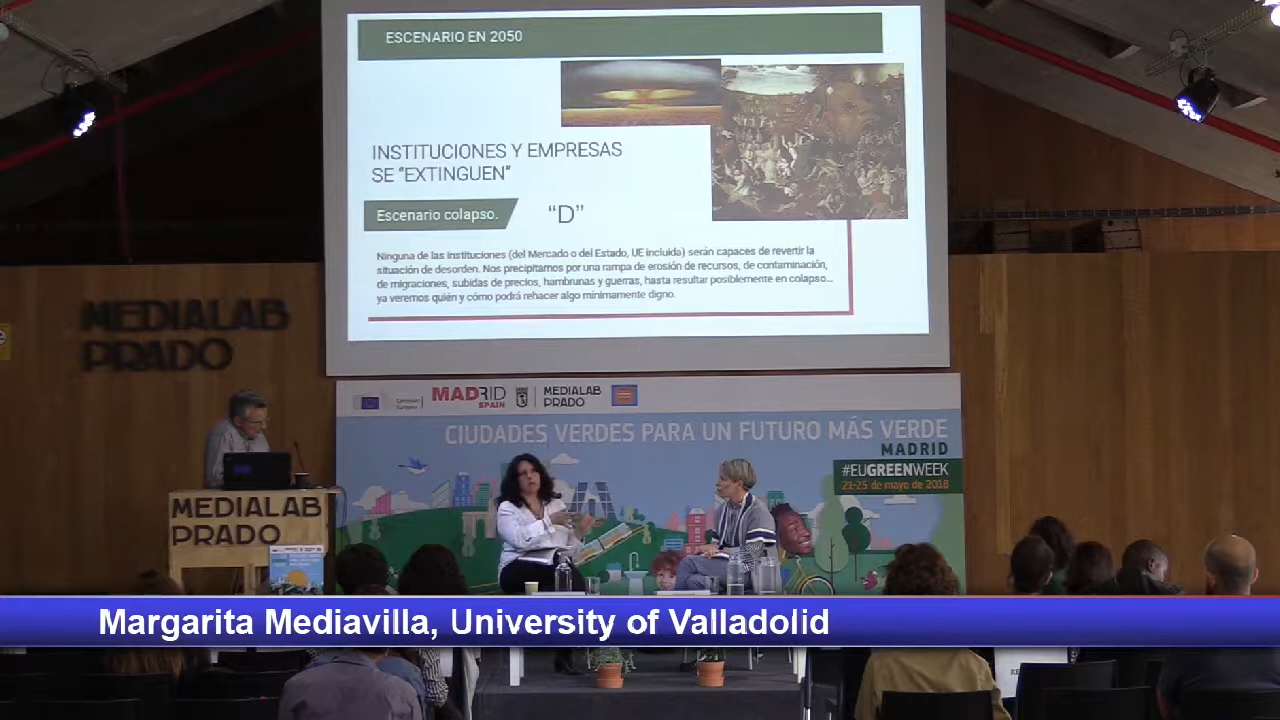 ESCENARIO EN 2050
INSTITUCIONES Y EMPRESAS
SE “EXTINGUEN”
Escenario colapso.
“D”
Ninguna de las instituciones (del Mercado o del Estado, UE incluida) serán capaces de revertir la
situación de desorden. Nos precipitamos por una rampa de erosión de recursos, de contaminación,
de migraciones, subidas de precios, hambrunas y guerras, hasta resultar posiblemente en colapso...
ya veremos quién y cómo podrá rehacer algo mínimamente digno.
MEDIALAB
PRADO
MADRID
SPAIN
MEDIALAB
PRADO
CIUDADES VERDES PARA UN FUTURO MÁS VERDE
MADRID
#EUGREENWEEK
21-25 de mayo de 2018
MEDIALAB
PRADO
Margarita Mediavilla, University of Valladolid